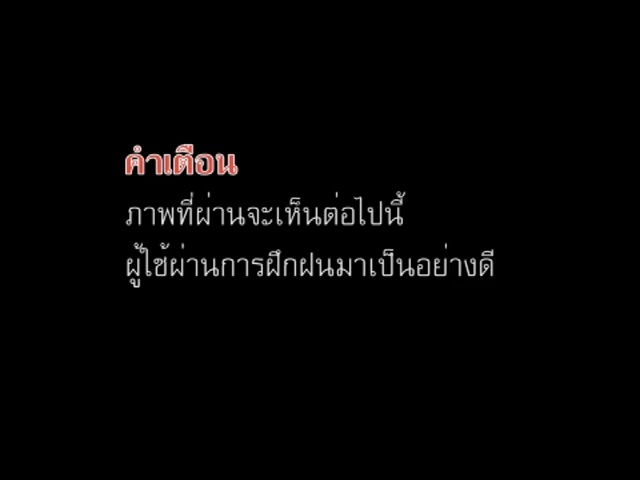 คำเตือน
ภาพที่ผ่านจะเห็นต่อไปนี้
ผู้ใช้ผ่านการฝึกฝนมาเป็นอย่างดี